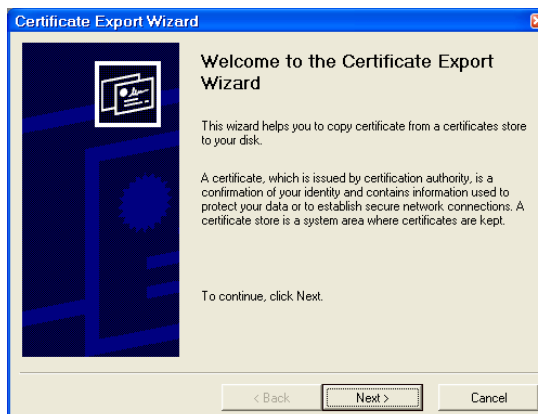 Certificate Export Wizard
Welcome to the Certificate Export
Wizard
This wizard helps you to copy certificate from a certificates store
to your disk.
A certificate, which is issued by certification authority, is a
confirmation of your identity and contains information used to
protect your data or to establish secure network connections. A
certificate store is a system area where certificates are kept.
To continue, click Next.
< Back
Next >
Cancel